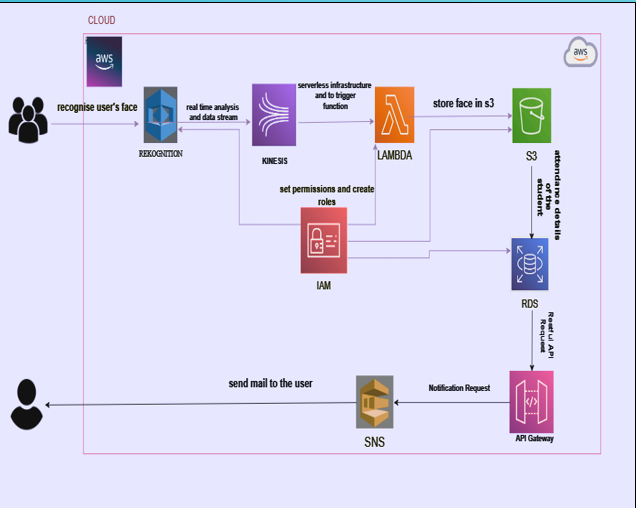 CLOUD
aws
aws
recognise user's face
REKOGNITION
real time analysis
and data stream
KINESIS
serverless infrastructure
and to trigger
function
LAMBDA
store face in s3
S3
set permissions and create
roles
IAM
attendance details
of the
student
RDS
Restful API
Request
API Gateway
Notification Request
SNS
send mail to the user